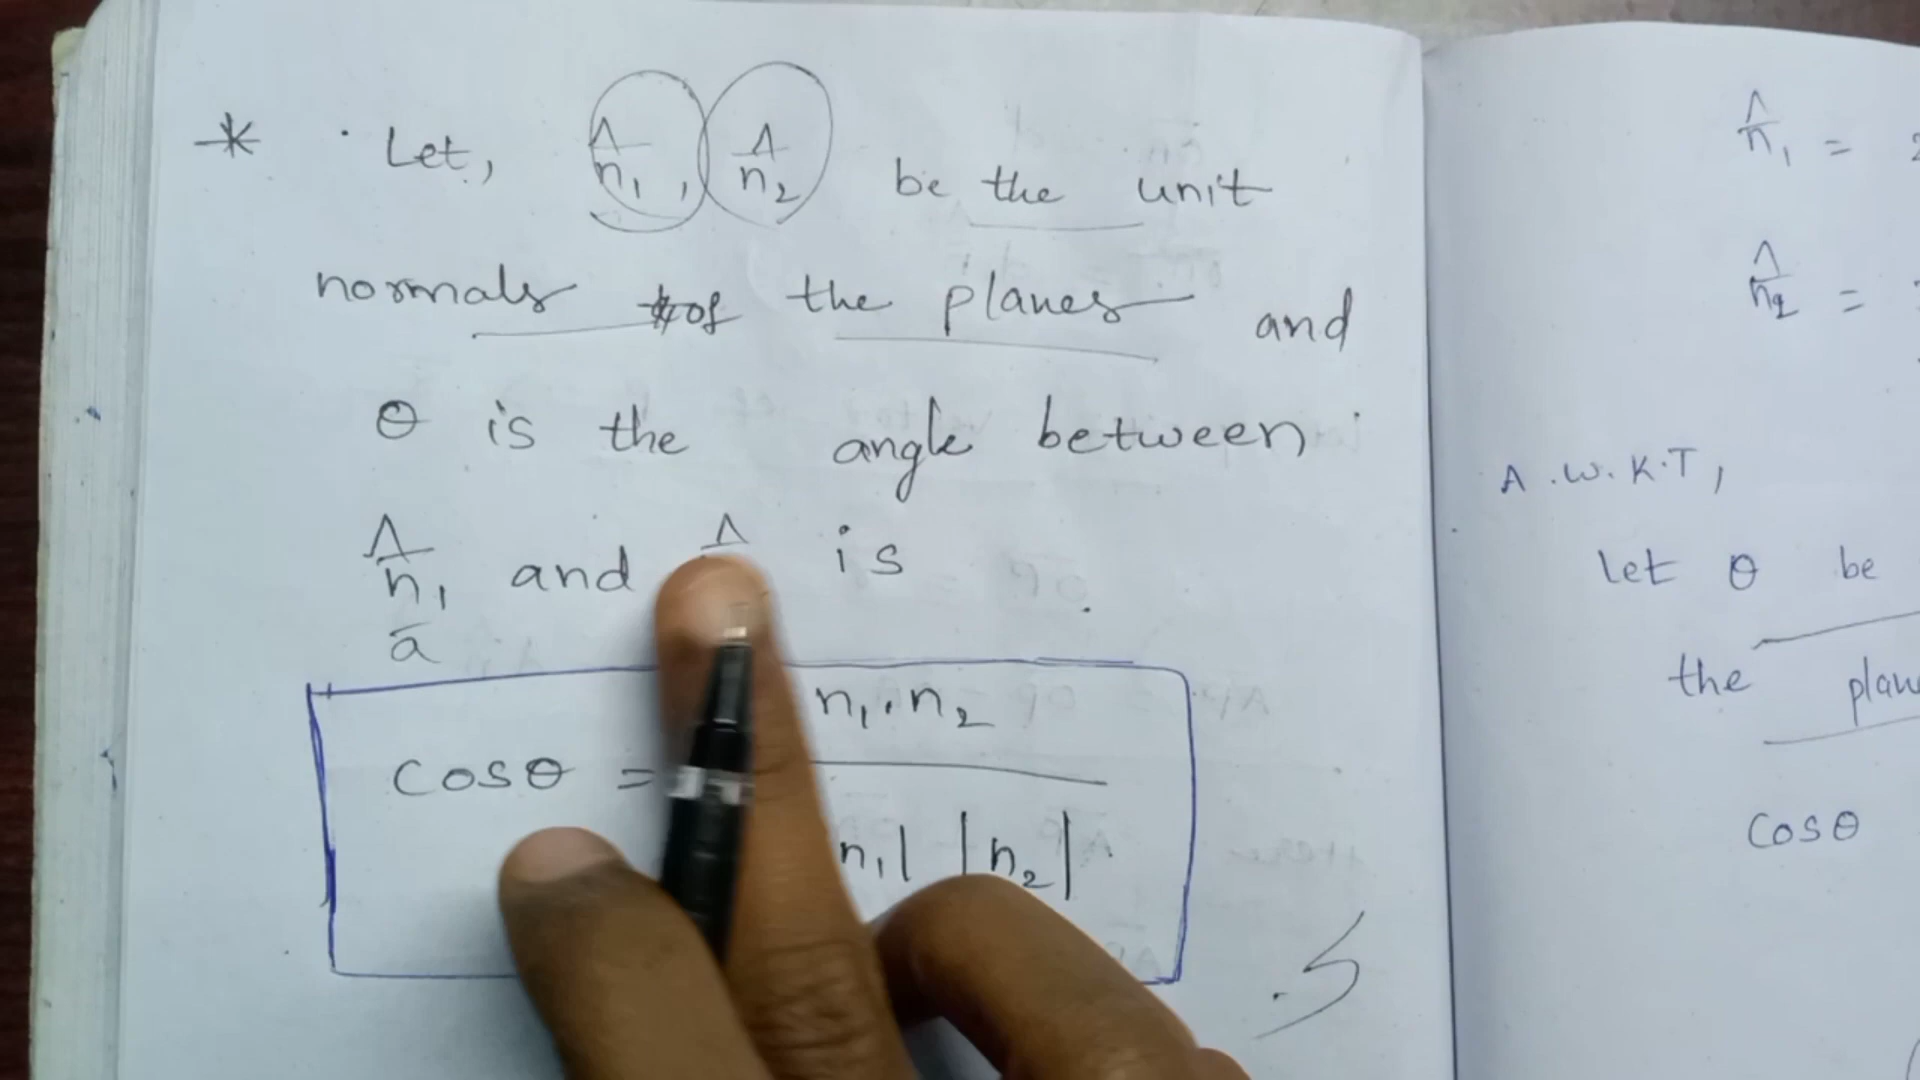 * Let, n̂₁, n̂₂ be the unit
normals of the planes and
θ is the angle between
n̂₁ and is
ā
cosθ = n₁.n₂
n₁| |n₂|
n̂₁ =
n̂₂ =
A.W.K.T,
Let θ be
the
cosθ